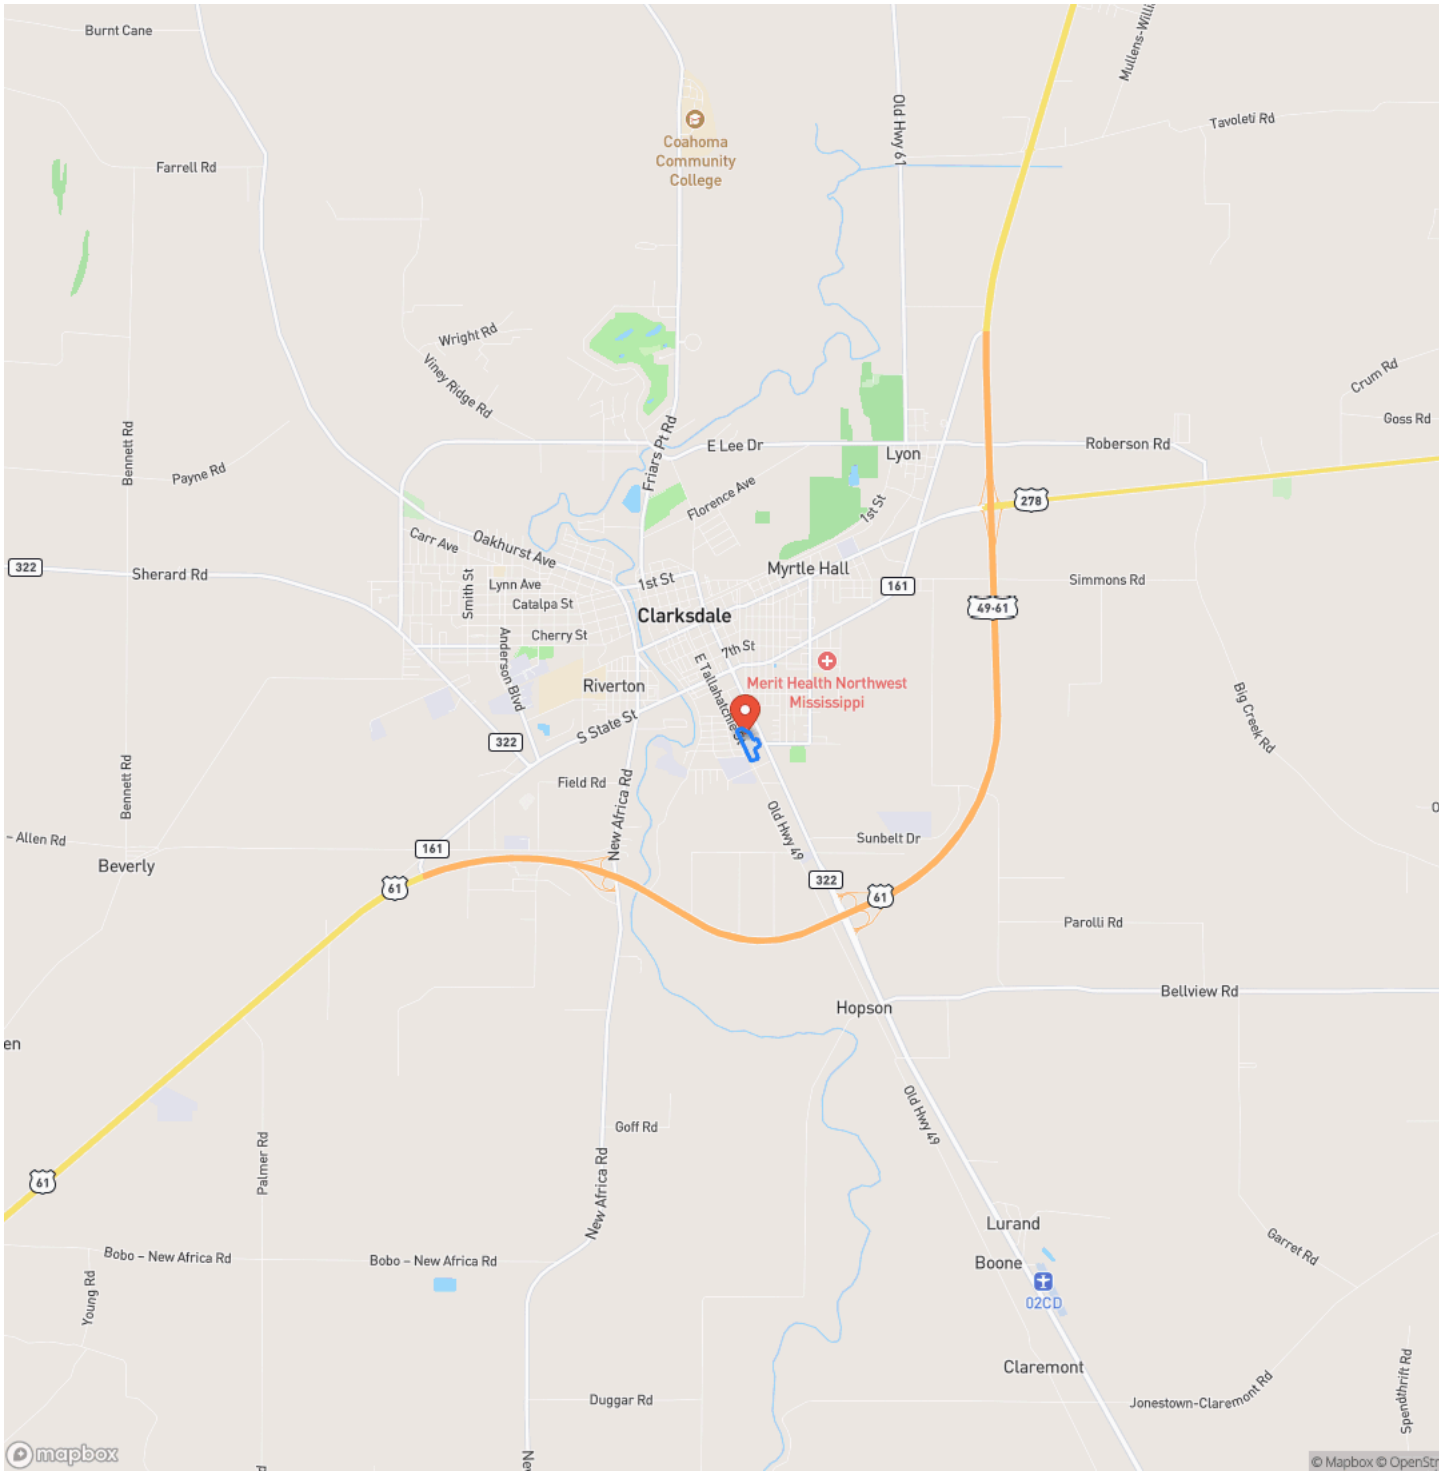 Burnt Cane
Mullens-Willi
Old Hwy 61
Tavoleti Rd
Coahoma
Community
College
Farrell Rd
Wright Rd
Viney Ridge Rd
Crum Rd
Goss Rd
Bennett Rd
Friars Pt Rd
E Lee Dr
Lyon
Roberson Rd
Payne Rd
Florence Ave
1st St
278
Carr Ave
Oakhurst Ave
322
Sherard Rd
Smith St
Lynn Ave
1st St
Myrtle Hall
161
Simmons Rd
Catalpa St
Clarksdale
49-61
Cherry St
7th St
Anderson Blvd
E Tallahatchie St
Riverton
Merit Health Northwest
Mississippi
Big Creek Rd
S State St
322
Bennett Rd
Field Rd
New Africa Rd
Old Hwy 49
O
– Allen Rd
Sunbelt Dr
161
Beverly
322
61
61
Parolli Rd
Bellview Rd
Hopson
en
Old Hwy 49
Goff Rd
Palmer Rd
61
New Africa Rd
Lurand
Garret Rd
Bobo – New Africa Rd
Bobo – New Africa Rd
Boone
Young Rd
02CD
Claremont
Spendthrift Rd
Duggar Rd
Jonestown-Claremont Rd
mapbox
© Mapbox © OpenStr